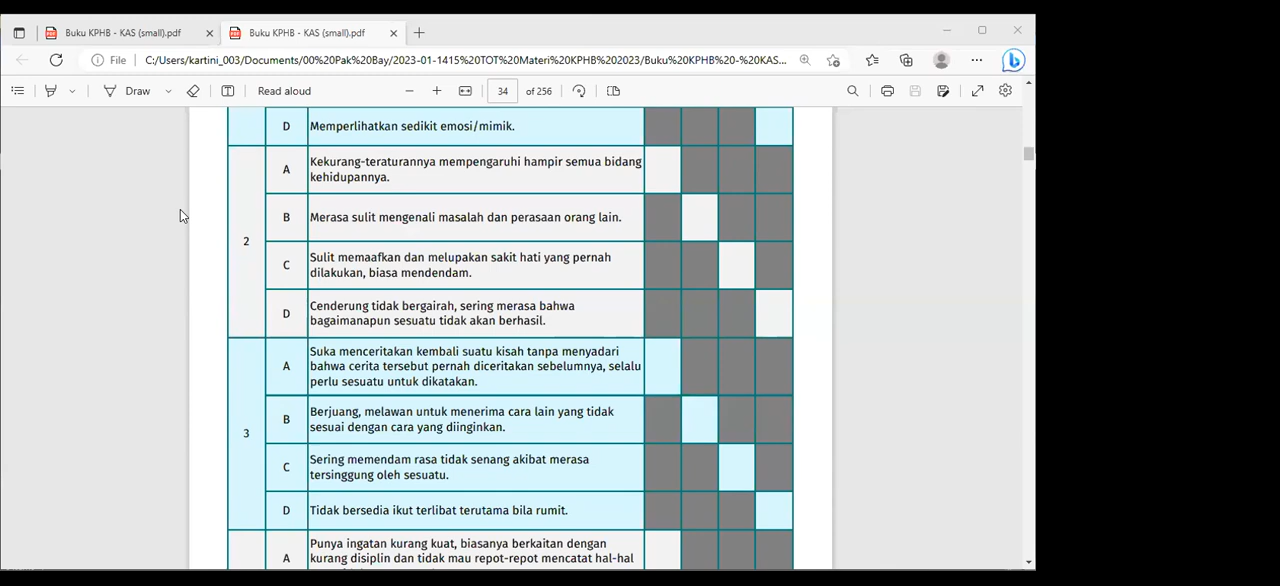 Buku KPHB - KAS (small).pdf
Buku KPHB - KAS (small).pdf
File
C:/Users/kartini_003/Documents/00%20Pak%20Bay/2023-01-1415%20TOT%20Materi%20KPHB%202023/Buku%20KPHB%20-%20KAS...
Draw
Read aloud
34
of 256
D Memperlihatkan sedikit emosi/mimik.
A
Kekurang-teraturannya mempengaruhi hampir semua bidang
kehidupannya.
B Merasa sulit mengenali masalah dan perasaan orang lain.
2
C
Sulit memaafkan dan melupakan sakit hati yang pernah
dilakukan, biasa mendendam.
D
Cenderung tidak bergairah, sering merasa bahwa
bagaimanapun sesuatu tidak akan berhasil.
A
Suka menceritakan kembali suatu kisah tanpa menyadari
bahwa cerita tersebut pernah diceritakan sebelumnya, selalu
perlu sesuatu untuk dikatakan.
B
Berjuang, melawan untuk menerima cara lain yang tidak
sesuai dengan cara yang diinginkan.
3
C
Sering memendam rasa tidak senang akibat merasa
tersinggung oleh sesuatu.
D Tidak bersedia ikut terlibat terutama bila rumit.
A
Punya ingatan kurang kuat, biasanya berkaitan dengan
kurang disiplin dan tidak mau repot-repot mencatat hal-hal